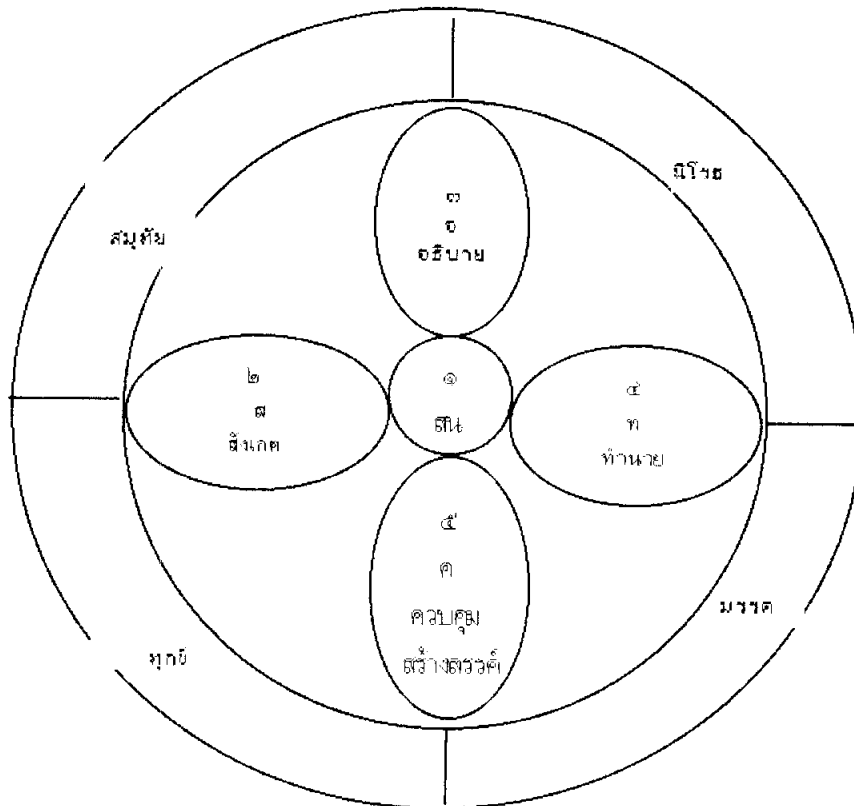 นิโรธ
สมุทัย
๓
อ
อธิบาย
๒
ส
สังเกต
๑
สืบ
๔
ท
ทำนาย
๕
ค
ควบคุม
สร้างสรรค์
มรรค
ทุกข์